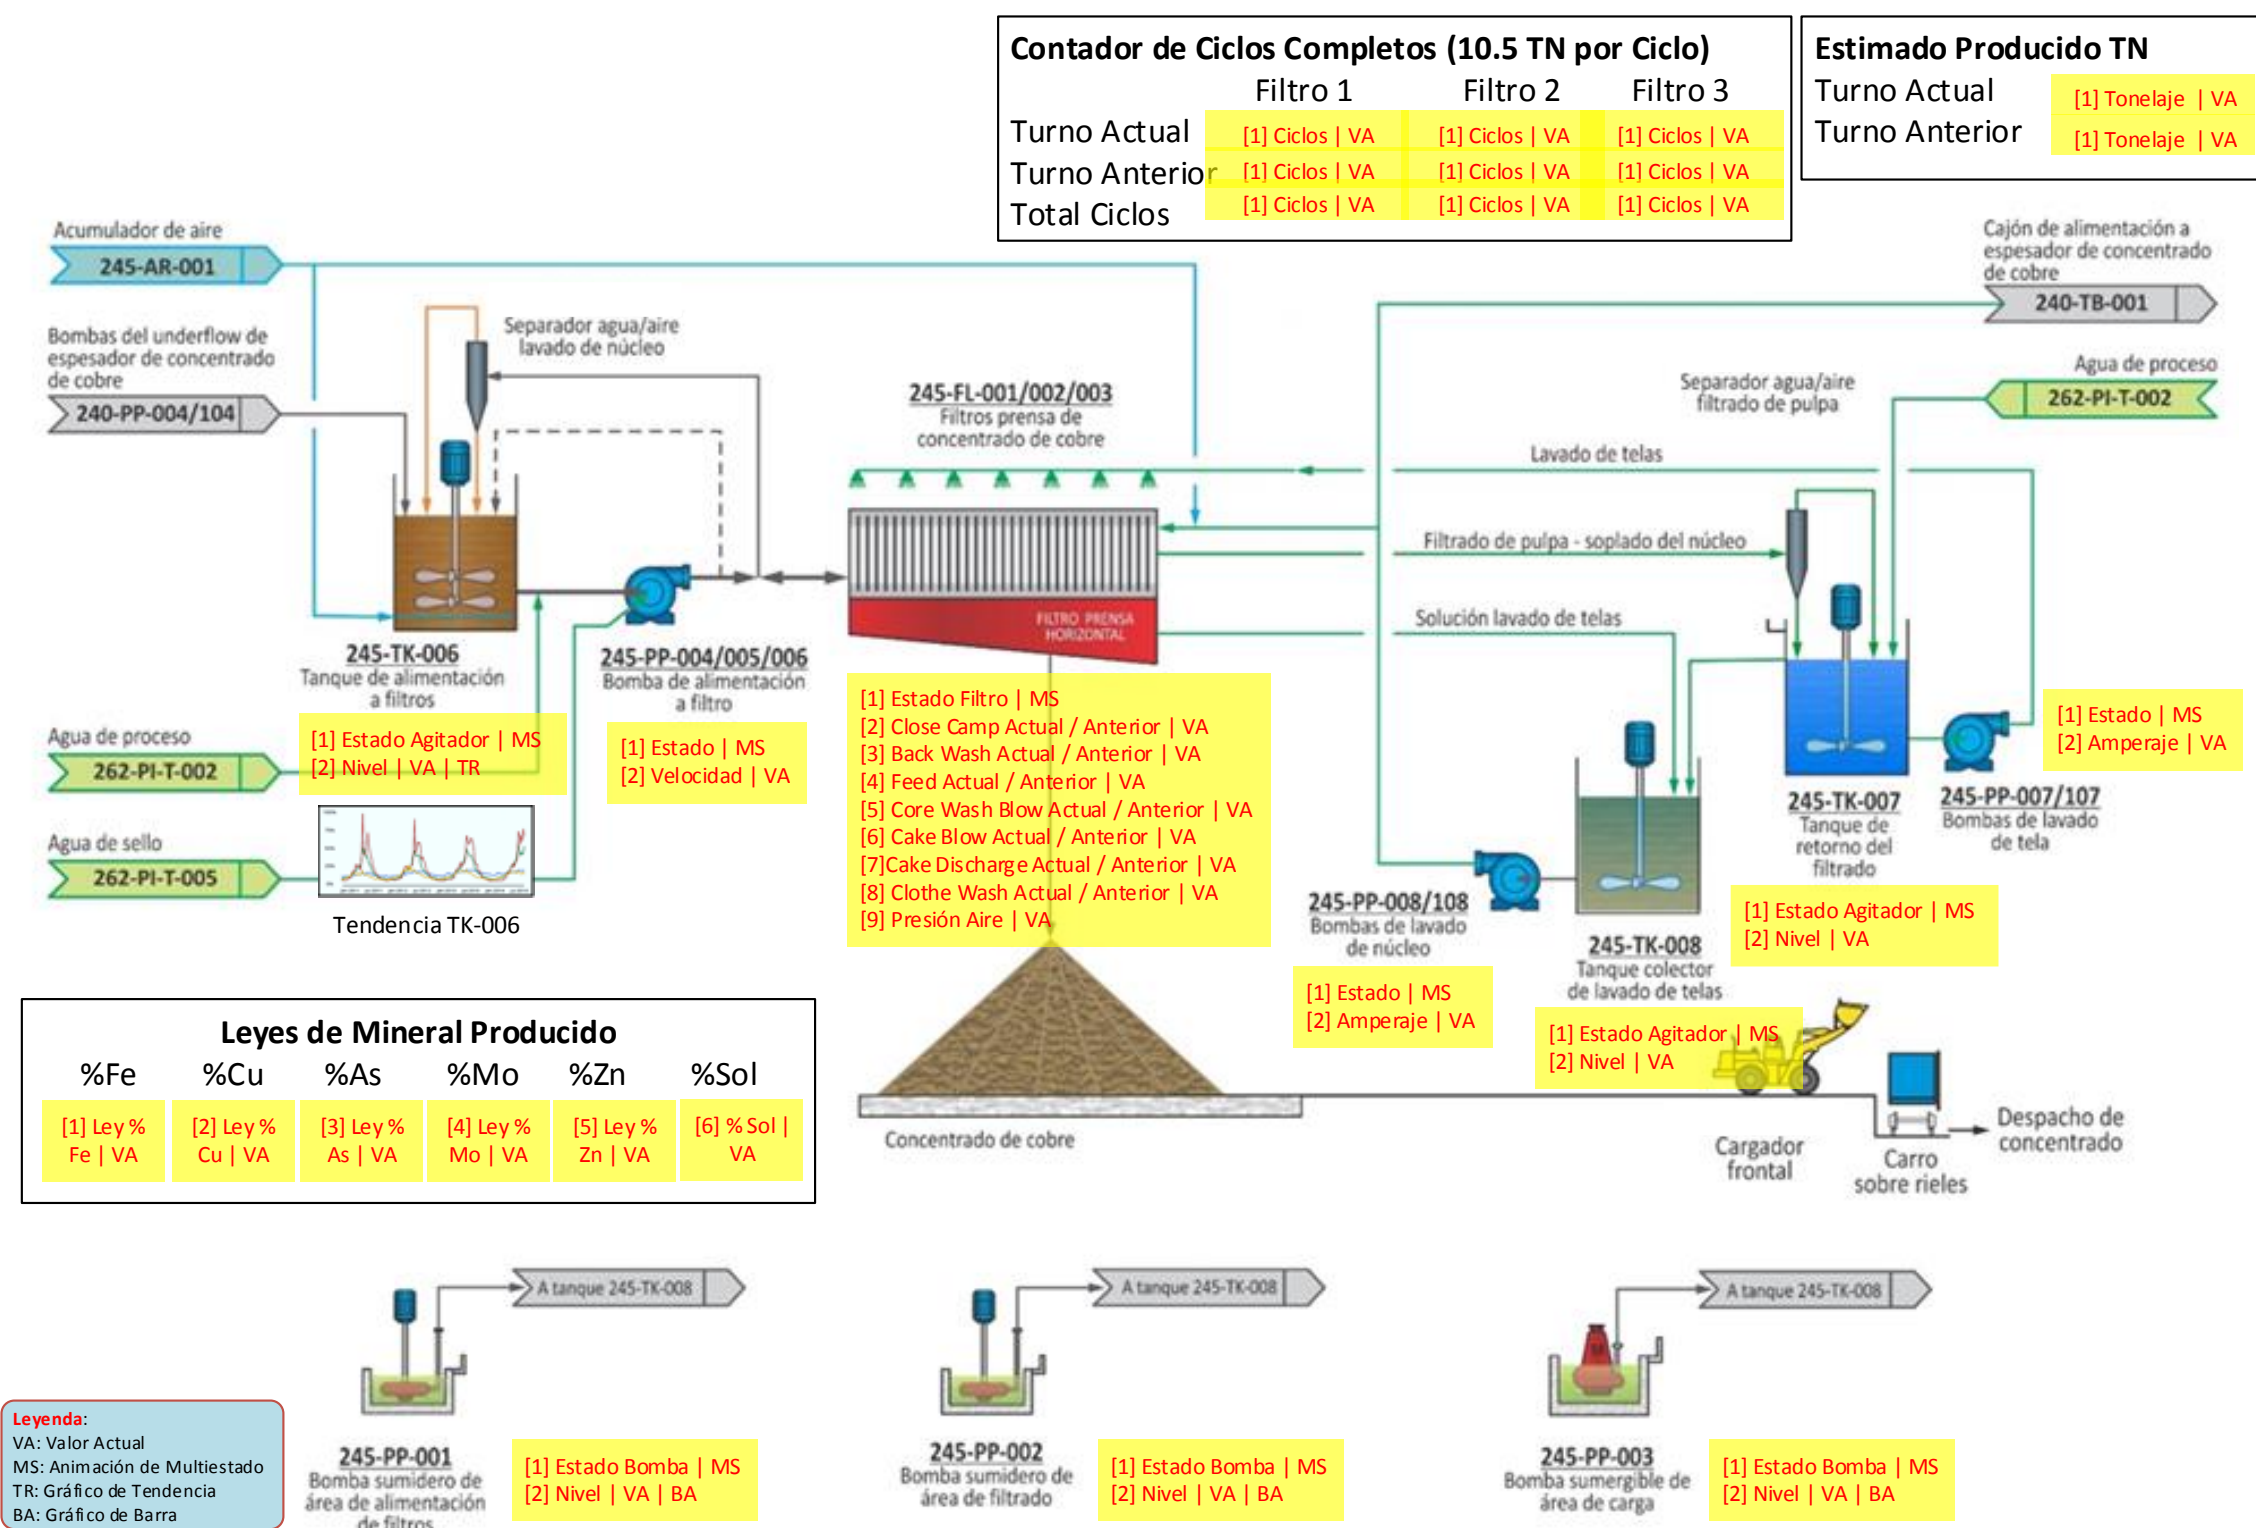 Contador de Ciclos Completos (10.5 TN por Ciclo)
Filtro 1 Filtro 2 Filtro 3
Turno Actual [1] Ciclos | VA [1] Ciclos | VA [1] Ciclos | VA
Turno Anterior [1] Ciclos | VA [1] Ciclos | VA [1] Ciclos | VA
Total Ciclos [1] Ciclos | VA [1] Ciclos | VA [1] Ciclos | VA
Estimado Producido TN
Turno Actual [1] Tonelaje | VA
Turno Anterior [1] Tonelaje | VA
Acumulador de aire
245-AR-001
Bombas del underflow de
espesador de concentrado
de cobre
240-PP-004/104
Separador agua/aire
lavado de núcleo
245-FL-001/002/003
Filtros prensa de
concentrado de cobre
Cajón de alimentación a
espesador de concentrado
de cobre
240-TB-001
Agua de proceso
262-PI-T-002
Separador agua/aire
filtrado de pulpa
Lavado de telas
Filtrado de pulpa - soplado del núcleo
Solución lavado de telas
FILTRO PRENSA
HORIZONTAL
245-TK-006
Tanque de alimentación
a filtros
[1] Estado Agitador | MS
[2] Nivel | VA | TR
245-PP-004/005/006
Bomba de alimentación
a filtro
[1] Estado | MS
[2] Velocidad | VA
[1] Estado Filtro | MS
[2] Close Camp Actual / Anterior | VA
[3] Back Wash Actual / Anterior | VA
[4] Feed Actual / Anterior | VA
[5] Core Wash Blow Actual / Anterior | VA
[6] Cake Blow Actual / Anterior | VA
[7]Cake Discharge Actual / Anterior | VA
[8] Clothe Wash Actual / Anterior | VA
[9] Presión Aire | VA
Agua de proceso
262-PI-T-002
Agua de sello
262-PI-T-005
Tendencia TK-006
[1] Estado | MS
[2] Amperaje | VA
245-TK-007
Tanque de
retorno del
filtrado
245-PP-007/107
Bombas de lavado
de tela
[1] Estado Agitador | MS
[2] Nivel | VA
245-PP-008/108
Bombas de lavado
de núcleo
[1] Estado | MS
[2] Amperaje | VA
245-TK-008
Tanque colector
de lavado de telas
[1] Estado Agitador | MS
[2] Nivel | VA
Leyes de Mineral Producido
%Fe %Cu %As %Mo %Zn %Sol
[1] Ley % [2] Ley % [3] Ley % [4] Ley % [5] Ley % [6] % Sol |
Fe | VA Cu | VA As | VA Mo | VA Zn | VA VA
Concentrado de cobre
Cargador
frontal
Carro
sobre rieles
Despacho de
concentrado
A tanque 245-TK-008
A tanque 245-TK-008
A tanque 245-TK-008
245-PP-001
Bomba sumidero de
área de alimentación
de filtros
[1] Estado Bomba | MS
[2] Nivel | VA | BA
245-PP-002
Bomba sumidero de
área de filtrado
[1] Estado Bomba | MS
[2] Nivel | VA | BA
245-PP-003
Bomba sumergible de
área de carga
[1] Estado Bomba | MS
[2] Nivel | VA | BA
Leyenda:
VA: Valor Actual
MS: Animación de Multiestado
TR: Gráfico de Tendencia
BA: Gráfico de Barra